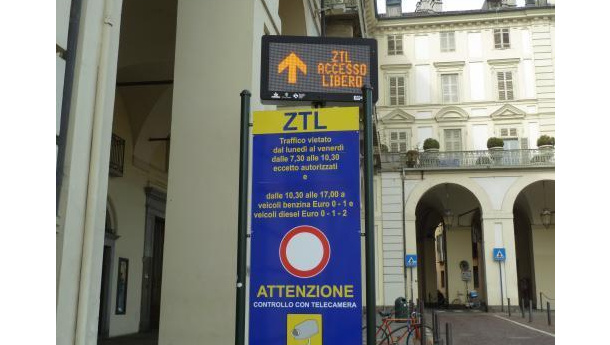 ZTL
ACCESSO
LIBERO
ZTL
Traffico vietato
dal lunedì al venerdì
dalle 7,30 alle 10,30
eccetto autorizzati
e
dalle 10,30 alle 17,00 a
veicoli benzina Euro 0 - 1 e
veicoli diesel Euro 0 - 1 - 2
ATTENZIONE
CONTROLLO CON TELECAMERA